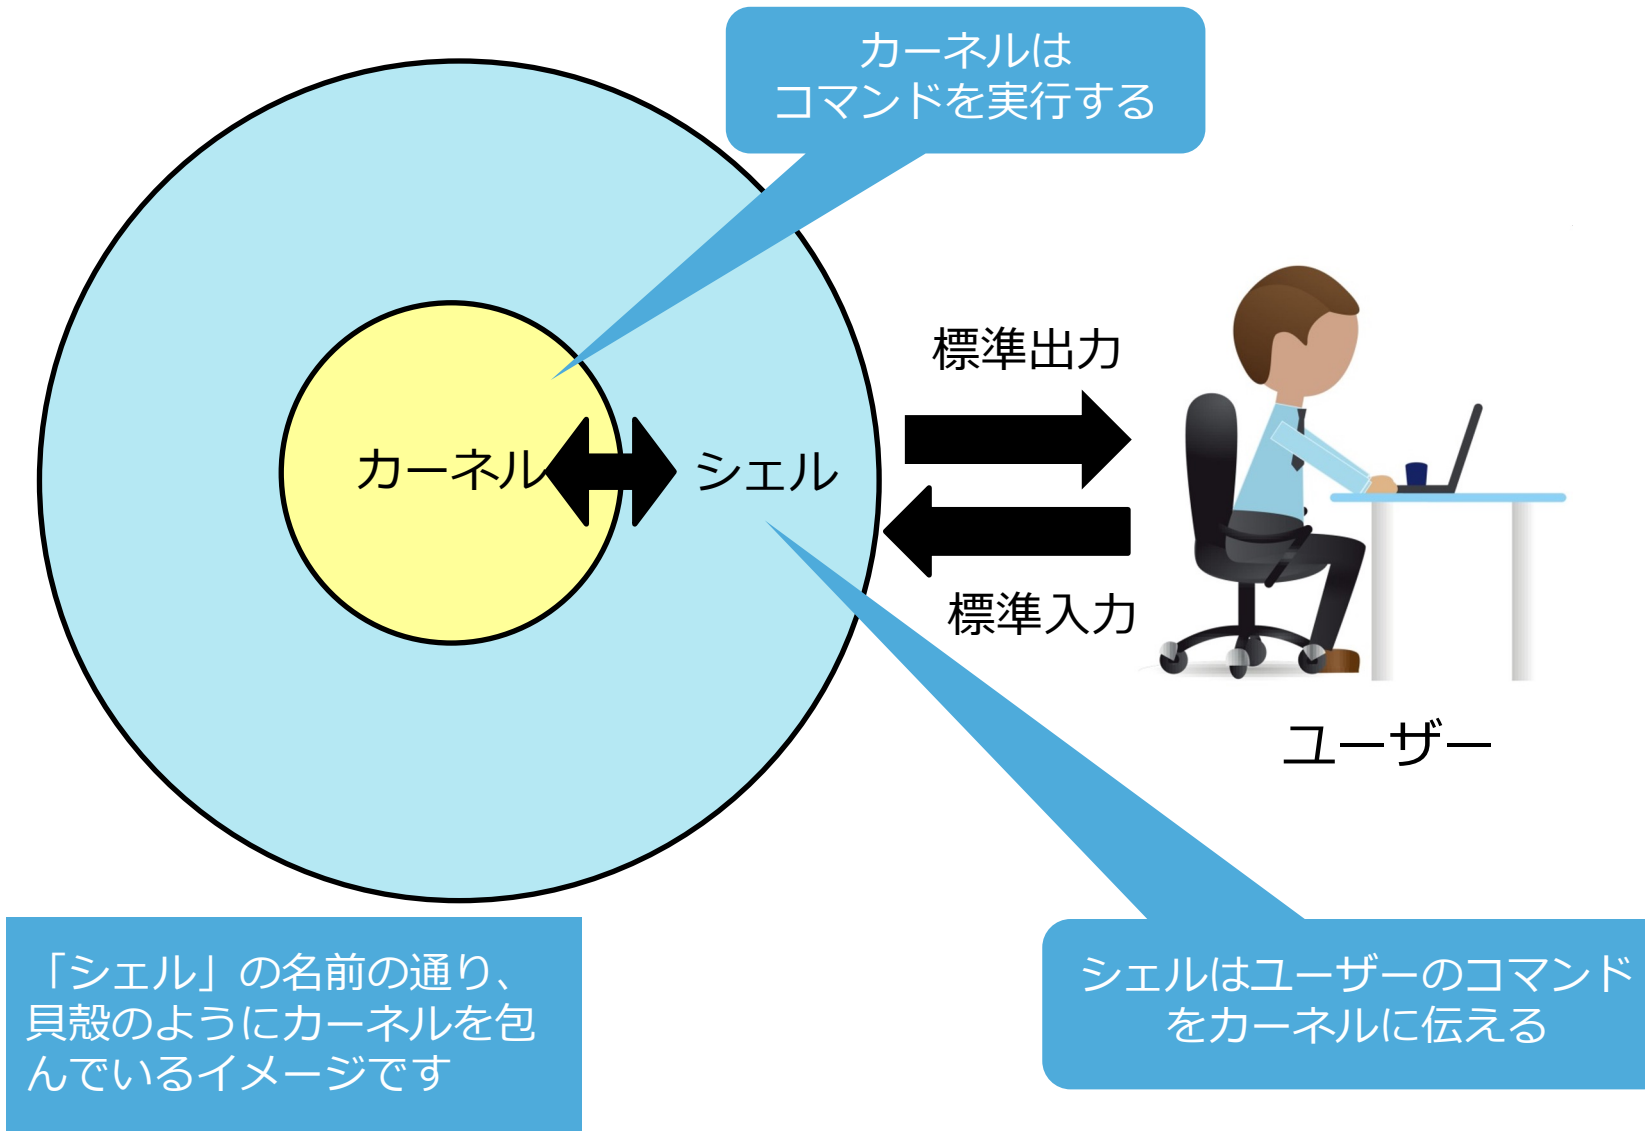 カーネルは
コマンドを実行する
標準出力
カーネル
シェル
標準入力
ユーザー
「シェル」の名前の通り、
貝殻のようにカーネルを包
んでいるイメージです
シェルはユーザーのコマンド
をカーネルに伝える